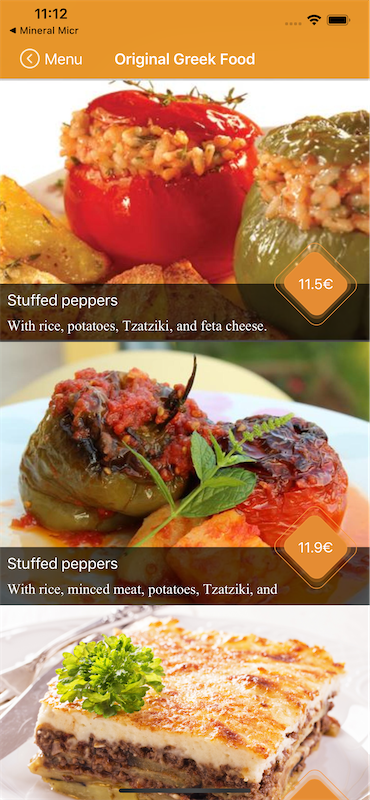 11:12
◀ Mineral Micr
Menu
Original Greek Food
11.5€
Stuffed peppers
With rice, potatoes, Tzatziki, and feta cheese.
11.9€
Stuffed peppers
With rice, minced meat, potatoes, Tzatziki, and